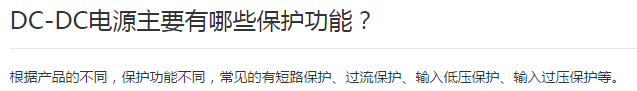 DC-DC电源主要有哪些保护功能？
根据产品的不同，保护功能不同，常见的有短路保护、过流保护、输入低压保护、输入过压保护等。